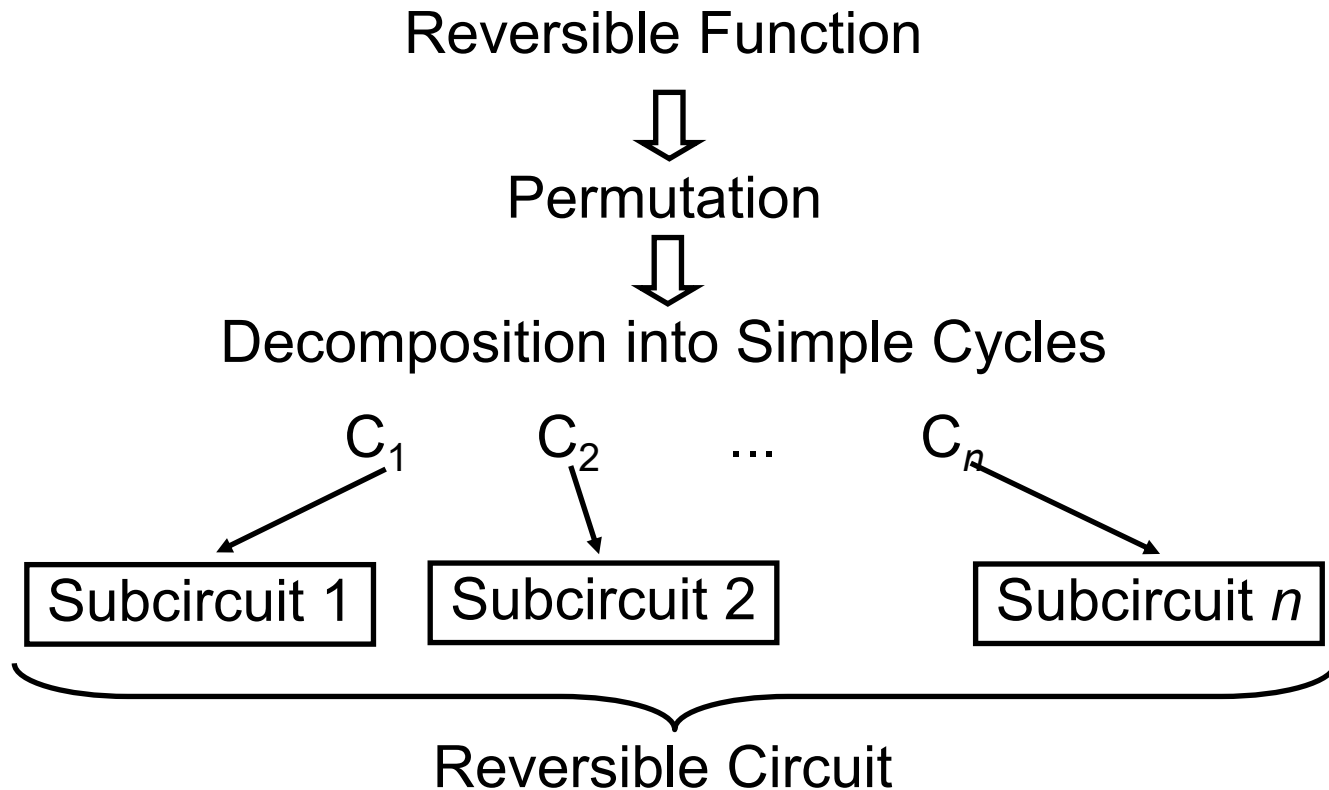 Reversible Function
Permutation
Decomposition into Simple Cycles
C1 C2 ... Cn
Subcircuit 1 Subcircuit 2 Subcircuit n
Reversible Circuit